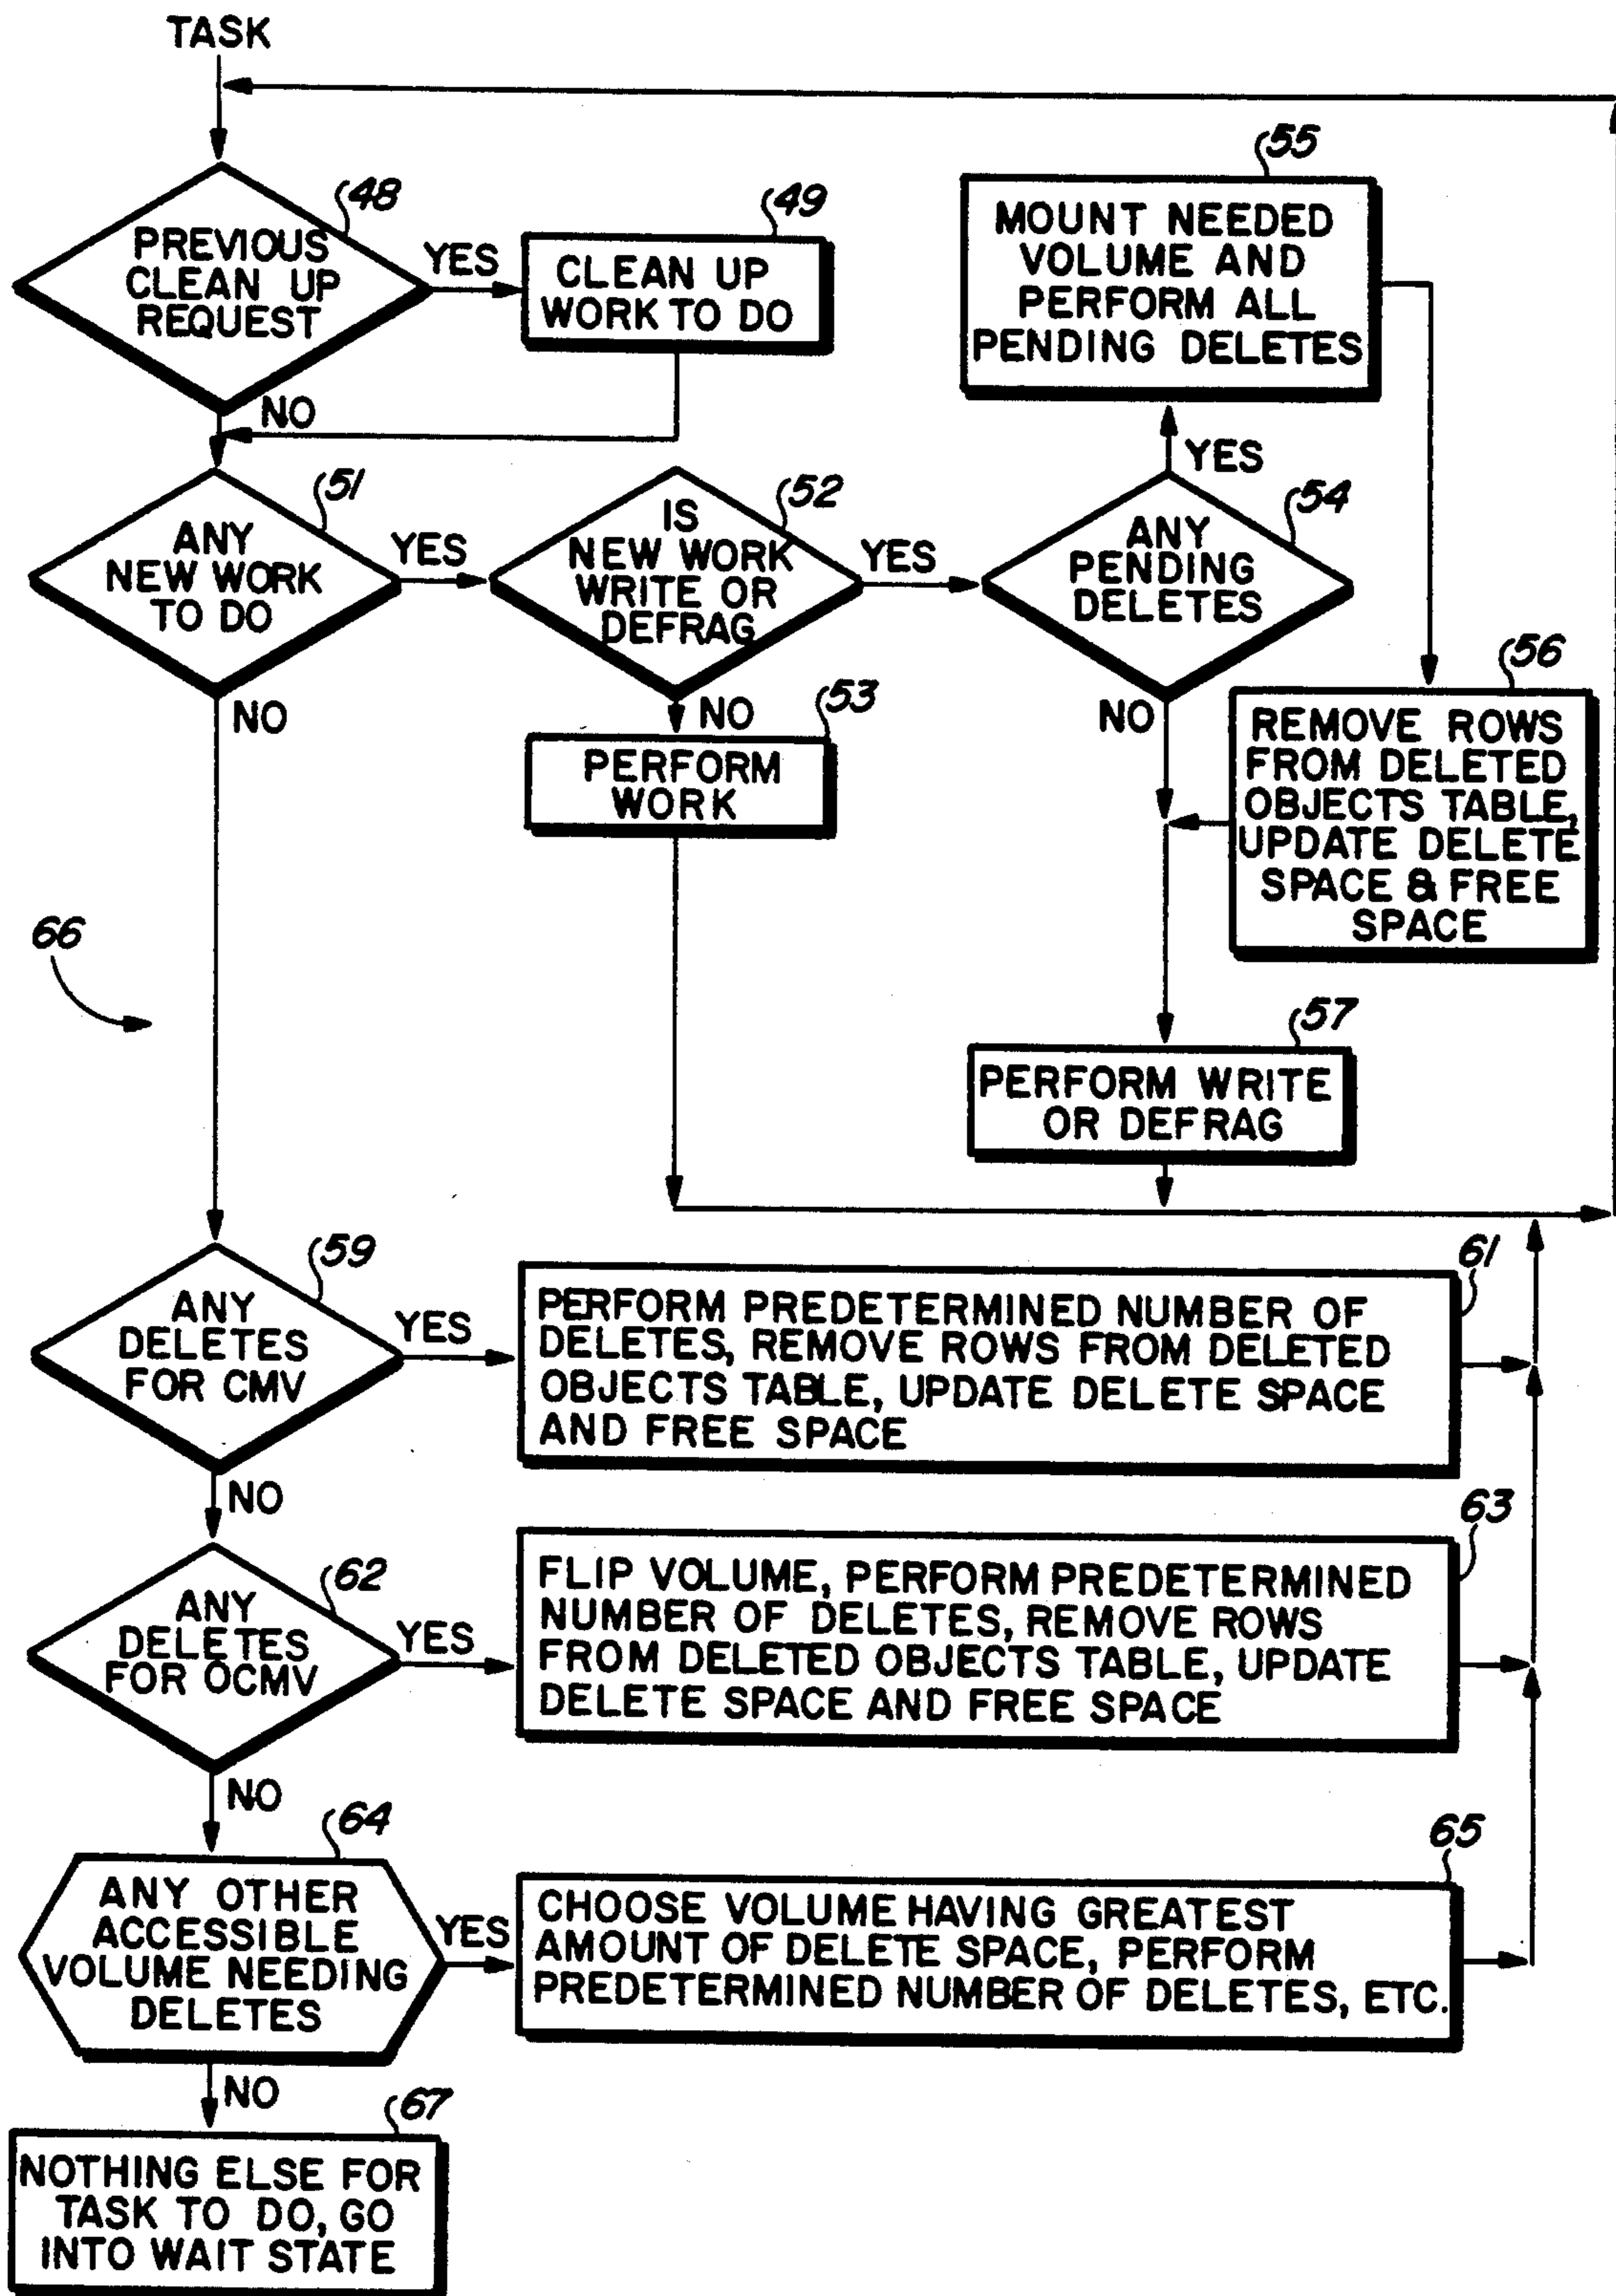 TASK
48
PREVIOUS
CLEAN UP
REQUEST
YES
49
CLEAN UP
WORK TO DO
NO
55
MOUNT NEEDED
VOLUME AND
PERFORM ALL
PENDING DELETES
YES
51
ANY
NEW WORK
TO DO
YES
52
IS
NEW WORK
WRITE OR
DEFRAG
YES
54
ANY
PENDING
DELETES
NO
NO
53
PERFORM
WORK
NO
56
REMOVE ROWS
FROM DELETED
OBJECTS TABLE,
UPDATE DELETE
SPACE & FREE
SPACE
66
57
PERFORM WRITE
OR DEFRAG
59
ANY
DELETES
FOR CMV
YES
61
PERFORM PREDETERMINED NUMBER OF
DELETES, REMOVE ROWS FROM DELETED
OBJECTS TABLE, UPDATE DELETE SPACE
AND FREE SPACE
NO
62
ANY
DELETES
FOR OCMV
YES
63
FLIP VOLUME, PERFORM PREDETERMINED
NUMBER OF DELETES, REMOVE ROWS
FROM DELETED OBJECTS TABLE, UPDATE
DELETE SPACE AND FREE SPACE
NO
64
ANY OTHER
ACCESSIBLE
VOLUME NEEDING
DELETES
YES
65
CHOOSE VOLUME HAVING GREATEST
AMOUNT OF DELETE SPACE, PERFORM
PREDETERMINED NUMBER OF DELETES, ETC.
NO
67
NOTHING ELSE FOR
TASK TO DO, GO
INTO WAIT STATE